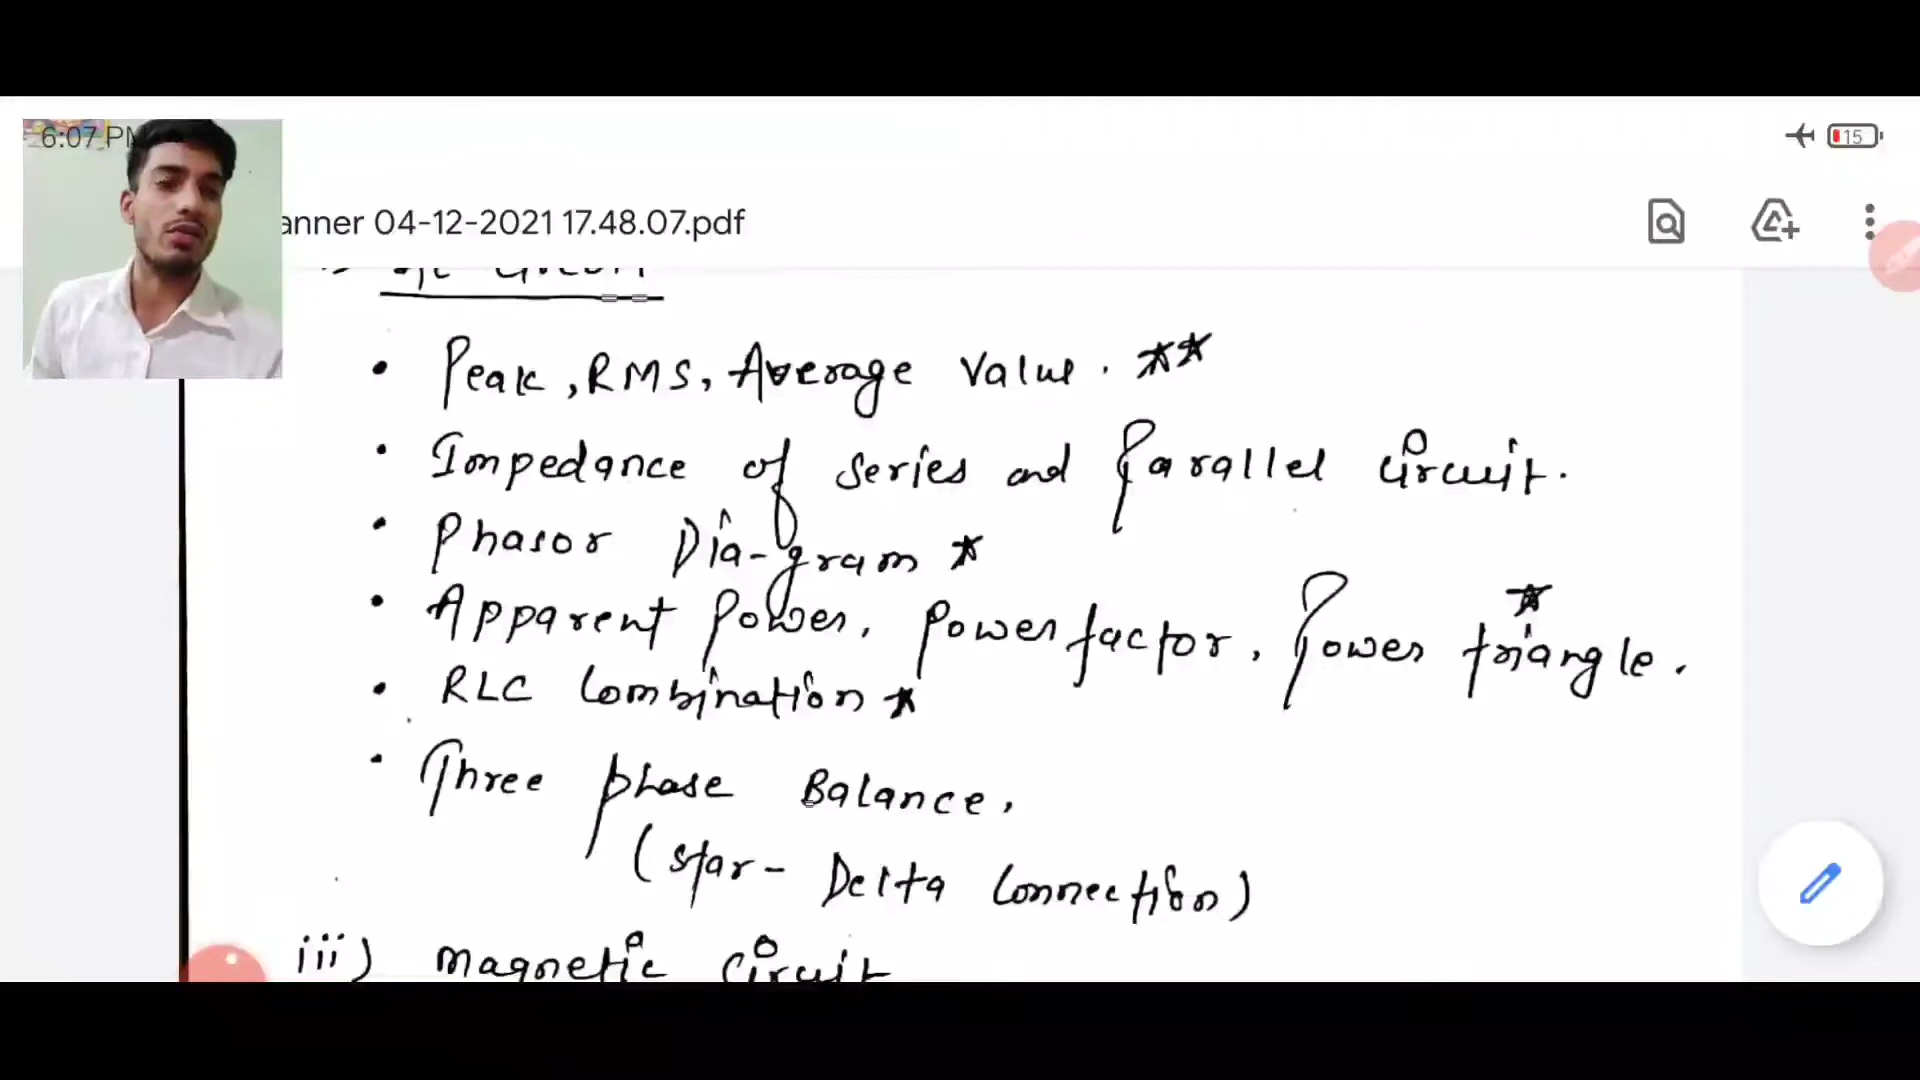 6:07 PM
15
anner 04-12-2021 17.48.07.pdf
• Peak, RMS, Average Value. **
• Impedance of series and Parallel Circuit.
• Phasor Dia-gram *
• Apparent Power, Power factor, Power triangle. *
• RLC Combination *
• Three phase Balance.
(Star-Delta Connection)
iii) Magnetic Circuit